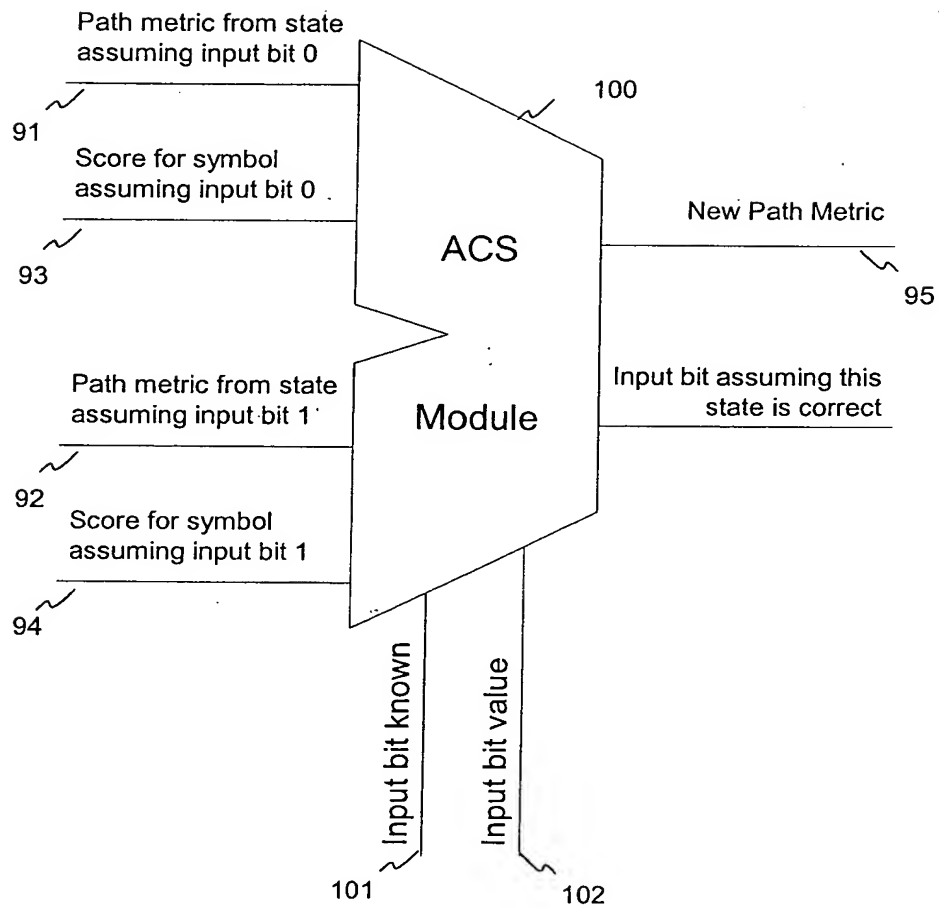 Path metric from state
assuming input bit 0
100
91
Score for symbol
assuming input bit 0
New Path Metric
ACS
93
95
Path metric from state
assuming input bit 1
Input bit assuming this
state is correct
Module
92
Score for symbol
assuming input bit 1
94
Input bit known
Input bit value
101
102